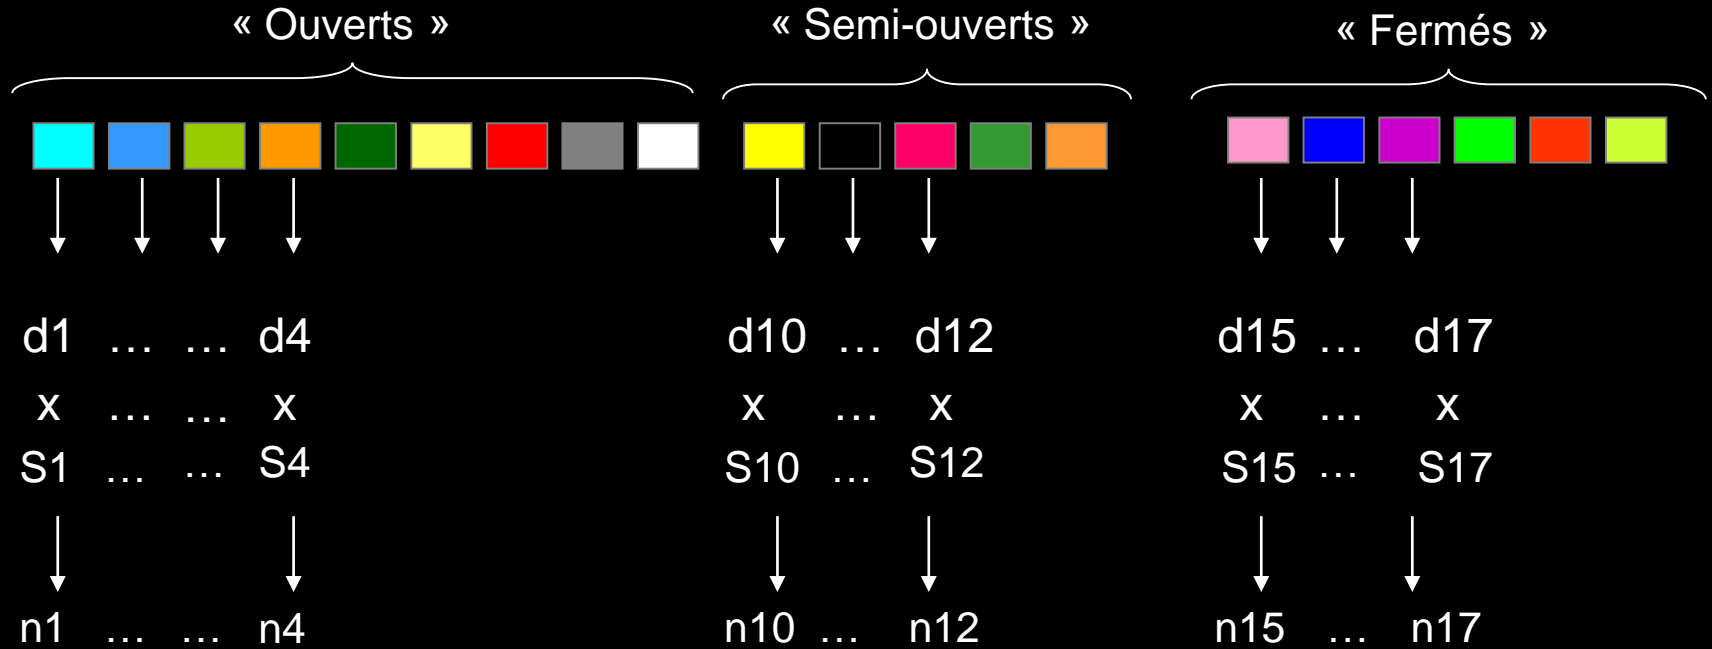 « Ouverts » « Semi-ouverts » « Fermés »
d1 … … d4 d10 … d12 d15 … d17
x … … x x … x x … x
S1 … … S4 S10 … S12 S15 … S17
n1 … … n4 n10 … n12 n15 … n17